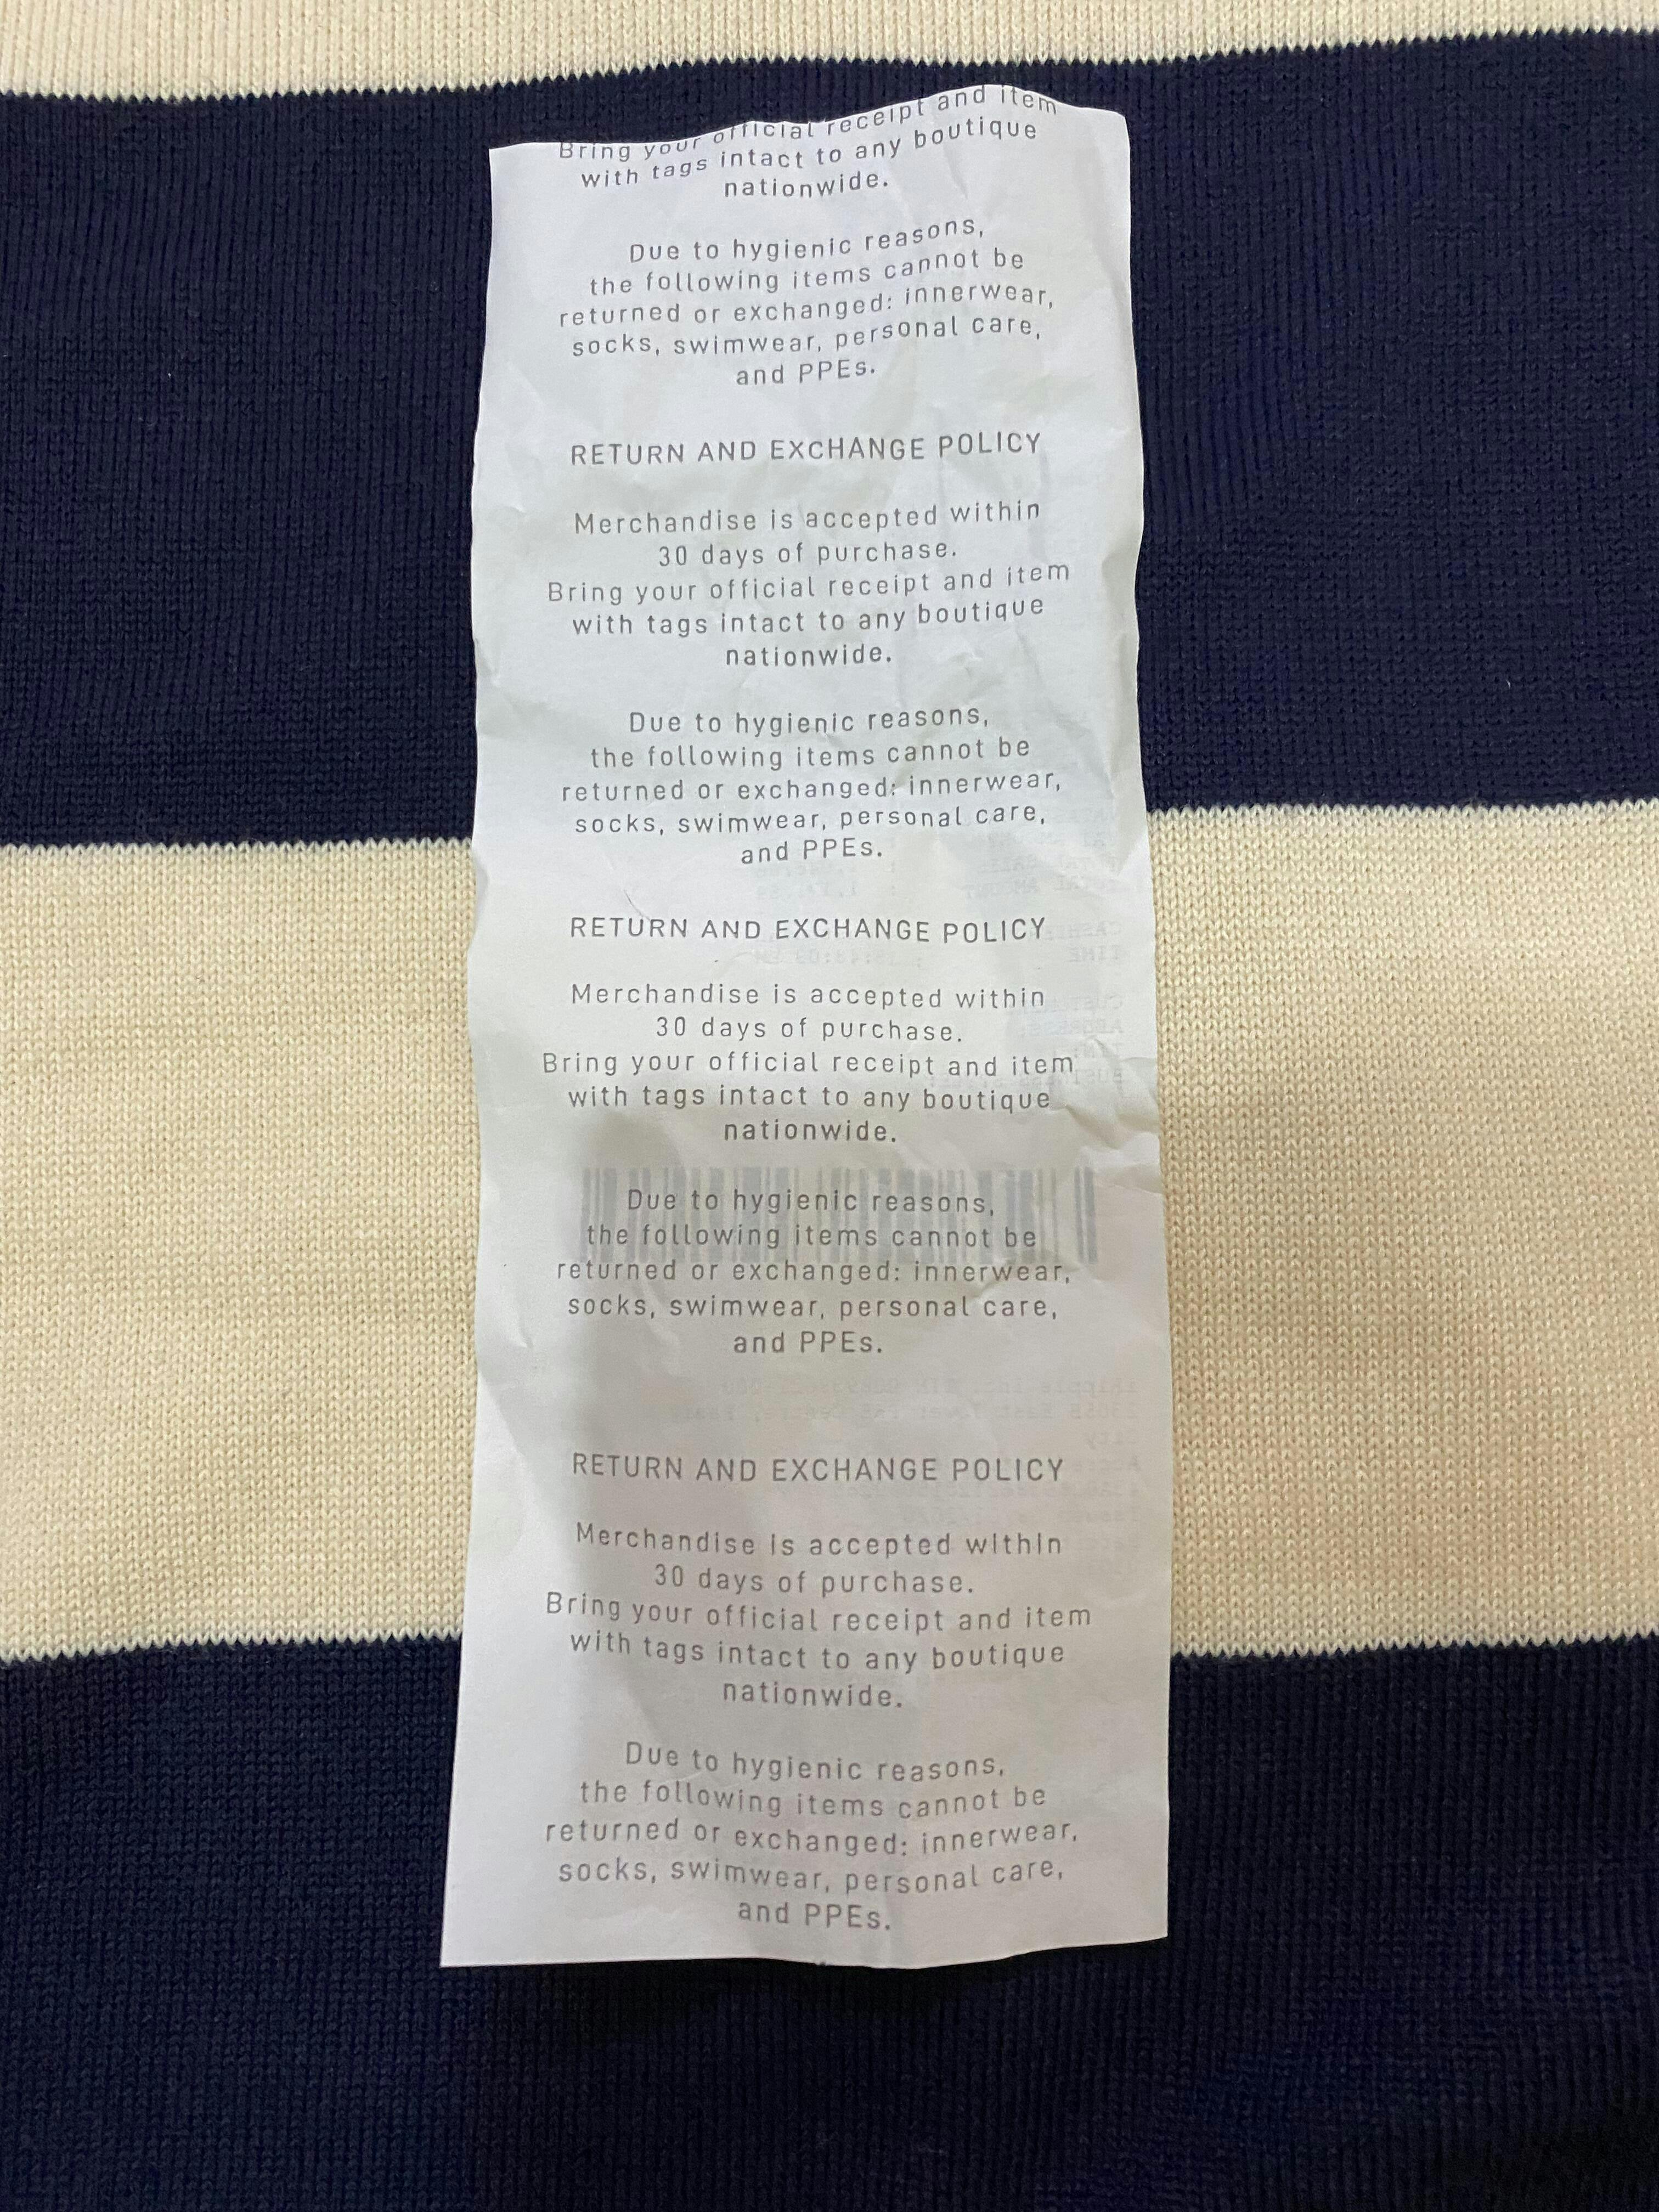 Bring your official receipt and item
with tags intact to any boutique
nationwide.
Due to hygienic reasons,
the following items cannot be
returned or exchanged: innerwear,
socks, swimwear, personal care,
and PPEs.
RETURN AND EXCHANGE POLICY
Merchandise is accepted within
30 days of purchase.
Bring your official receipt and item
with tags intact to any boutique
nationwide.
Due to hygienic reasons,
the following items cannot be
returned or exchanged: innerwear,
socks, swimwear, personal care,
and PPEs.
RETURN AND EXCHANGE POLICY
Merchandise is accepted within
30 days of purchase.
Bring your official receipt and item
with tags intact to any boutique
nationwide.
Due to hygienic reasons,
the following items cannot be
returned or exchanged: innerwear,
socks, swimwear, personal care,
and PPEs.
RETURN AND EXCHANGE POLICY
Merchandise is accepted within
30 days of purchase.
Bring your official receipt and item
with tags intact to any boutique
nationwide.
Due to hygienic reasons,
the following items cannot be
returned or exchanged: innerwear,
socks, swimwear, personal care,
and PPEs.